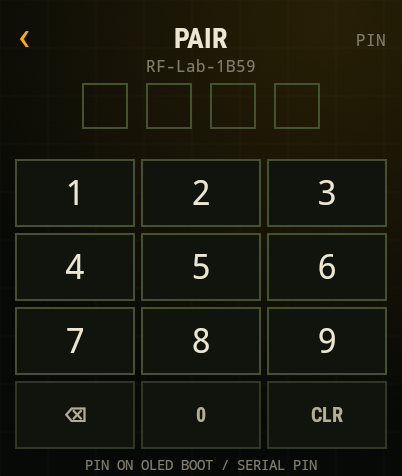 ‹ PAIR PIN
RF-Lab-1B59
1 2 3
4 5 6
7 8 9
⌫ 0 CLR
PIN ON OLED BOOT / SERIAL PIN